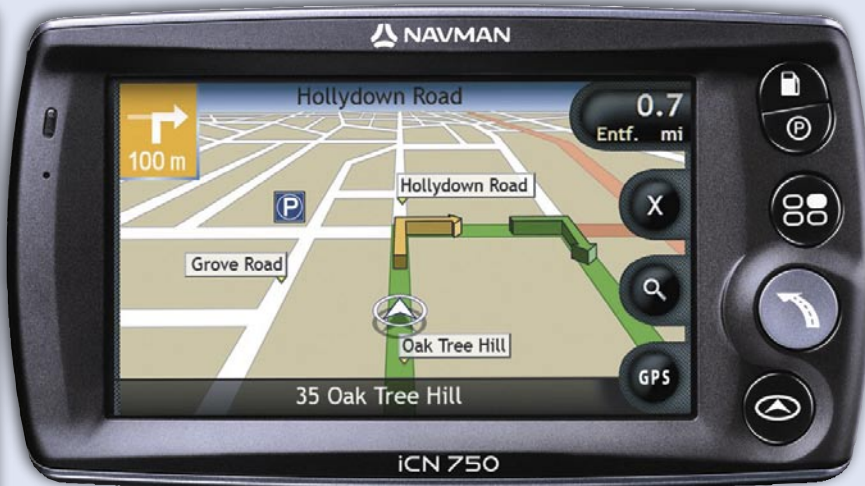 NAVMAN
Hollydown Road
0.7
Entf. mi
100 m
P
Hollydown Road
X
Grove Road
Oak Tree Hill
GPS
35 Oak Tree Hill
P
iCN 750